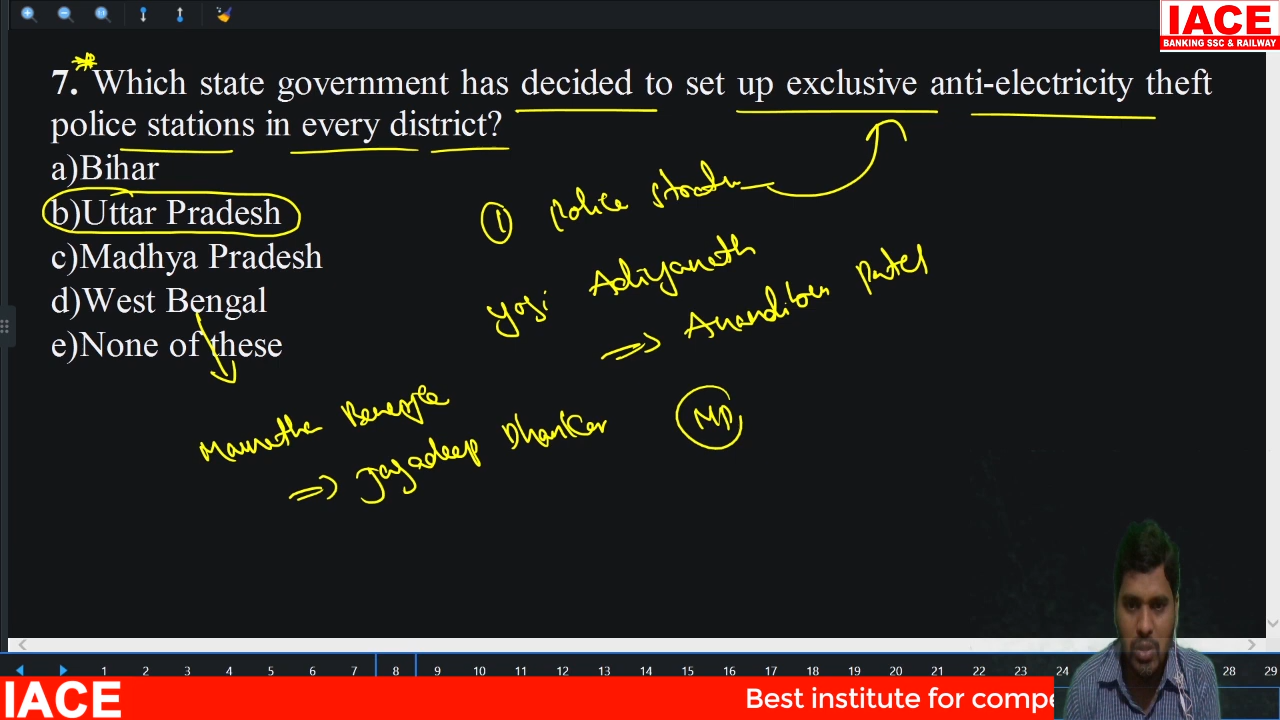 IACE
BANKING SSC & RAILWAY
7. Which state government has decided to set up exclusive anti-electricity theft
police stations in every district?
a)Bihar
b)Uttar Pradesh
c)Madhya Pradesh
d)West Bengal
e)None of these
① Police
Yogi Adiyanath
⇒ Anandiben Patel
Banerjee
⇒ Jagadeep Dhankar
MP
1 2 3 4 5 6 7 8 9 10 11 12 13 14 15 16 17 18 19 20 21 22 23 24 28 29
IACE
Best institute for compe